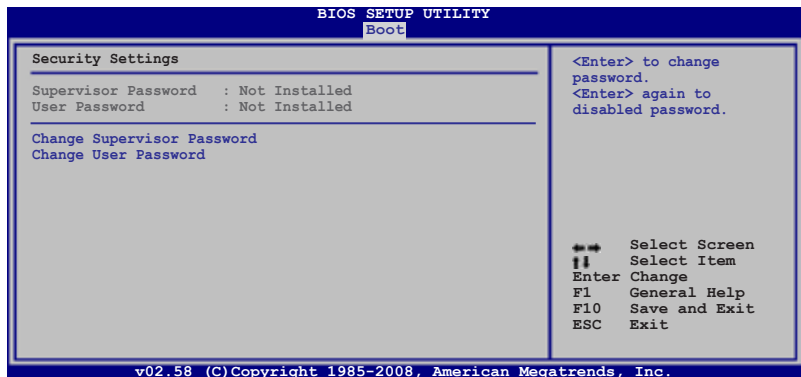 BIOS SETUP UTILITY
Boot
Security Settings
Supervisor Password : Not Installed
User Password : Not Installed
Change Supervisor Password
Change User Password
<Enter> to change
password.
<Enter> again to
disabled password.
Select Screen
Select Item
Enter Change
F1 General Help
F10 Save and Exit
ESC Exit
v02.58 (C)Copyright 1985-2008, American Megatrends, Inc.